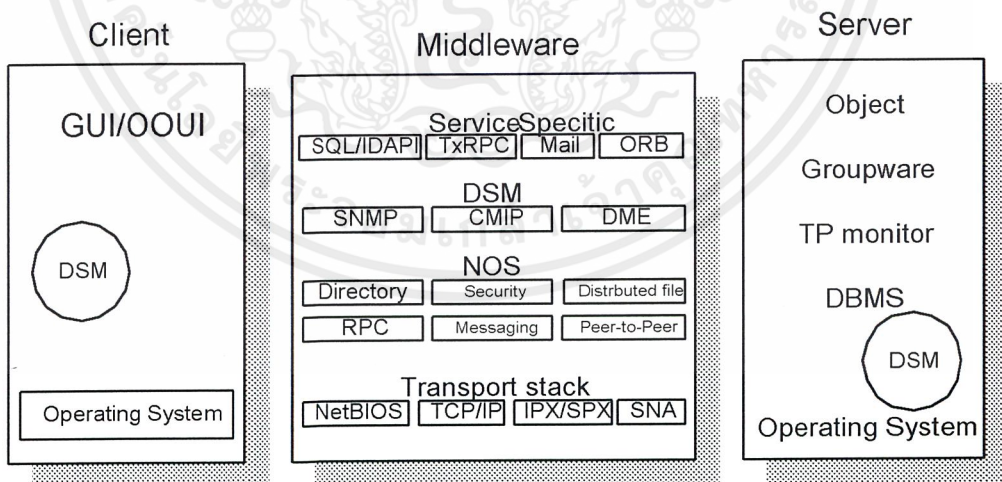 Client
GUI/OOUI
DSM
Operating System
Middleware
ServiceSpecitic
SQL/IDAPI TxRPC Mail ORB
DSM
SNMP CMIP DME
NOS
Directory Security Distrbuted file
RPC Messaging Peer-to-Peer
Transport stack
NetBIOS TCP/IP IPX/SPX SNA
Server
Object
Groupware
TP monitor
DBMS
DSM
Operating System